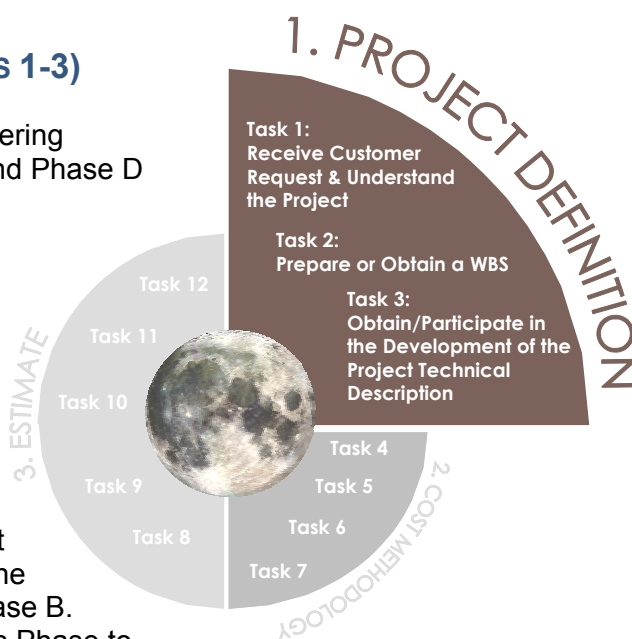 s 1-3)
ering
nd Phase D
1. PROJECT DEFINITION
Task 1:
Receive Customer
Request & Understand
the Project
Task 2:
Prepare or Obtain a WBS
Task 3:
Obtain/Participate in
the Development of the
Project Technical
Description
Task 4
Task 5
Task 6
Task 7
2. COST METHODOLOGY
Task 8
Task 9
Task 10
Task 11
Task 12
3. ESTIMATE
t
ne
ase B.
s Phase to